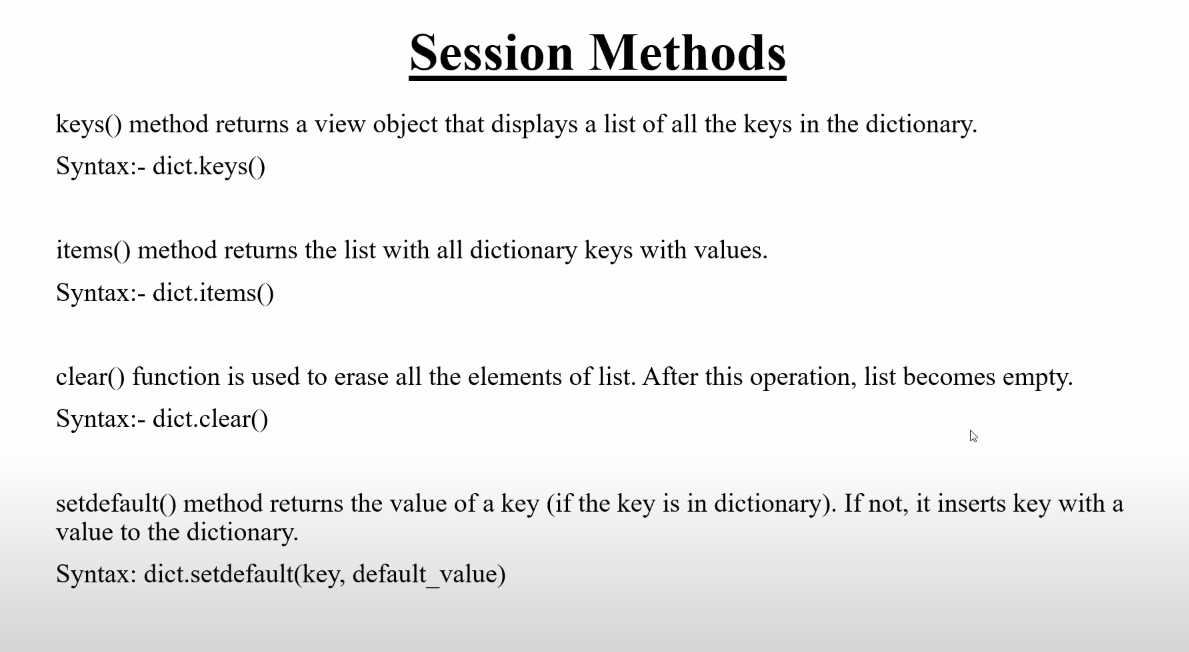 Session Methods
keys() method returns a view object that displays a list of all the keys in the dictionary.
Syntax:- dict.keys()
items() method returns the list with all dictionary keys with values.
Syntax:- dict.items()
clear() function is used to erase all the elements of list. After this operation, list becomes empty.
Syntax:- dict.clear()
setdefault() method returns the value of a key (if the key is in dictionary). If not, it inserts key with a
value to the dictionary.
Syntax: dict.setdefault(key, default_value)